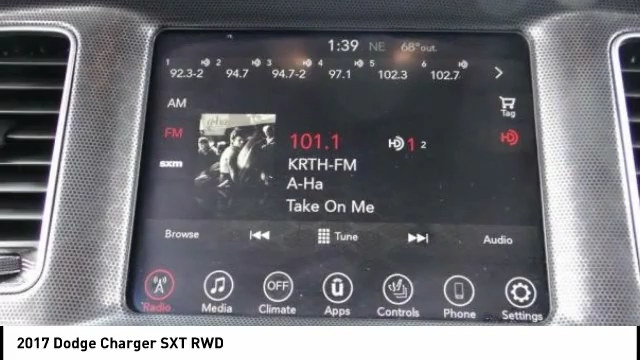 1:39 NE 68° out.
1 2 3 4 5 6
92.3-2 94.7 94.7-2 97.1 102.3 102.7
AM
Tag
FM
101.1 HD 1 2
HD
KRTH-FM
sxm
A-Ha
Take On Me
Browse Tune Audio
OFF ū
Radio Media Climate Apps Controls Phone Settings
2017 Dodge Charger SXT RWD